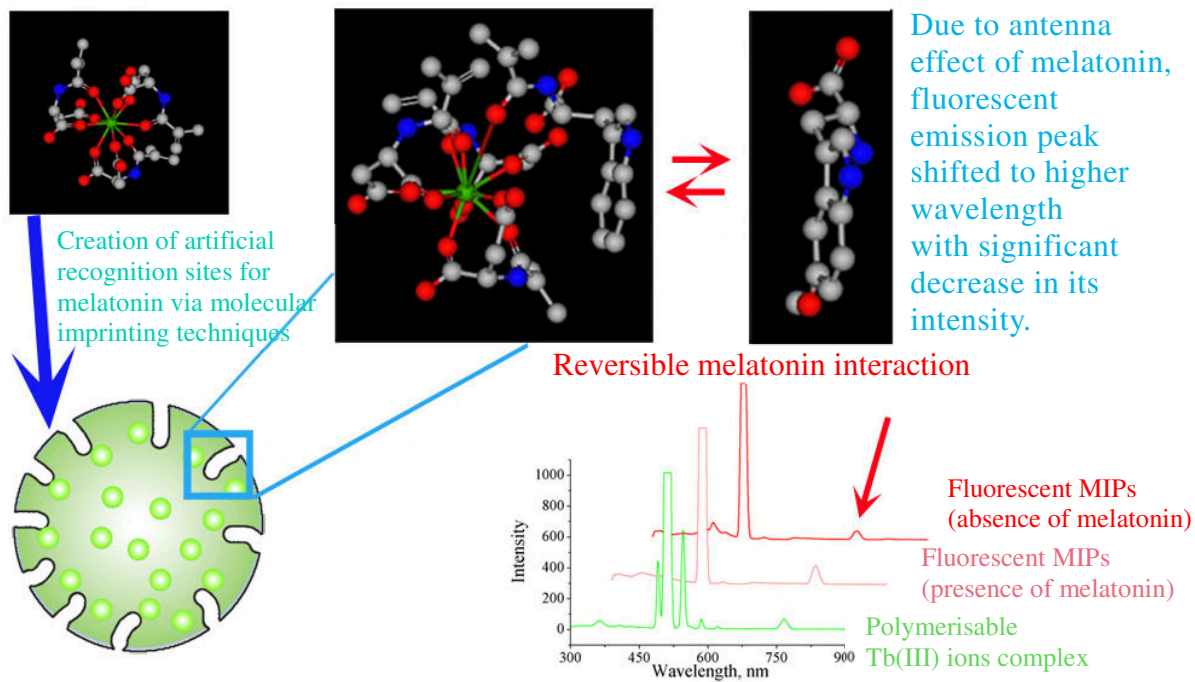 Due to antenna
effect of melatonin,
fluorescent
emission peak
shifted to higher
wavelength
with significant
decrease in its
intensity.
Creation of artificial
recognition sites for
melatonin via molecular
imprinting techniques
Reversible melatonin interaction
Intensity
1000
800
600
400
200
0
300
450
600
750
900
Wavelength, nm
Fluorescent MIPs
(absence of melatonin)
Fluorescent MIPs
(presence of melatonin)
Polymerisable
Tb(III) ions complex